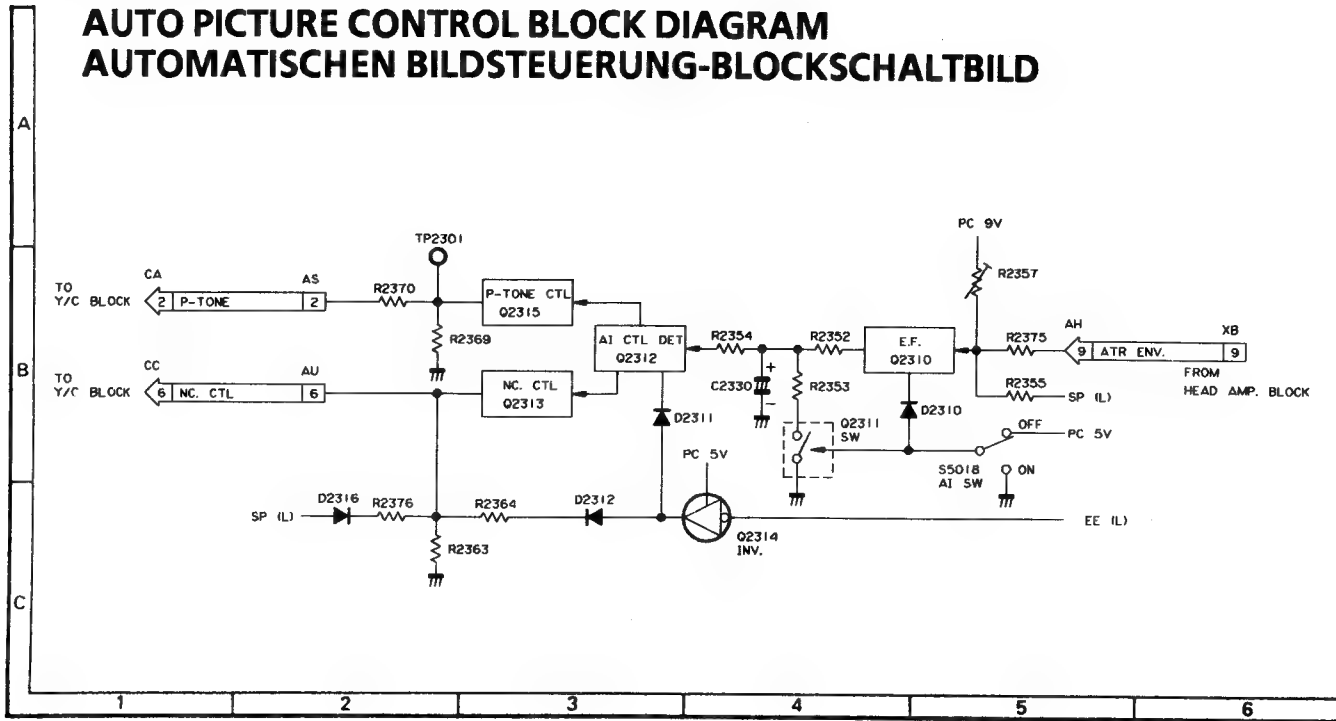 AUTO PICTURE CONTROL BLOCK DIAGRAM
AUTOMATISCHEN BILDSTEUERUNG-BLOCKSCHALTBILD
A
B
C
PC 9V
R2357
TP2301
CA
AS
TO
Y/C BLOCK
2 P-TONE 2
R2370
P-TONE CTL
Q2315
R2369
AI CTL DET
Q2312
R2354
R2352
E.F.
Q2310
R2375
AH
XB
9 ATR ENV. 9
FROM
HEAD AMP. BLOCK
CC
AU
TO
Y/C BLOCK
6 NC. CTL 6
NC. CTL
Q2313
C2330
+
-
R2353
R2355
SP (L)
D2311
D2310
Q2311
SW
OFF
PC 5V
S5018
AI SW
ON
PC 5V
D2316
R2376
R2364
D2312
SP (L)
Q2314
INV.
EE (L)
R2363
1 2 3 4 5 6